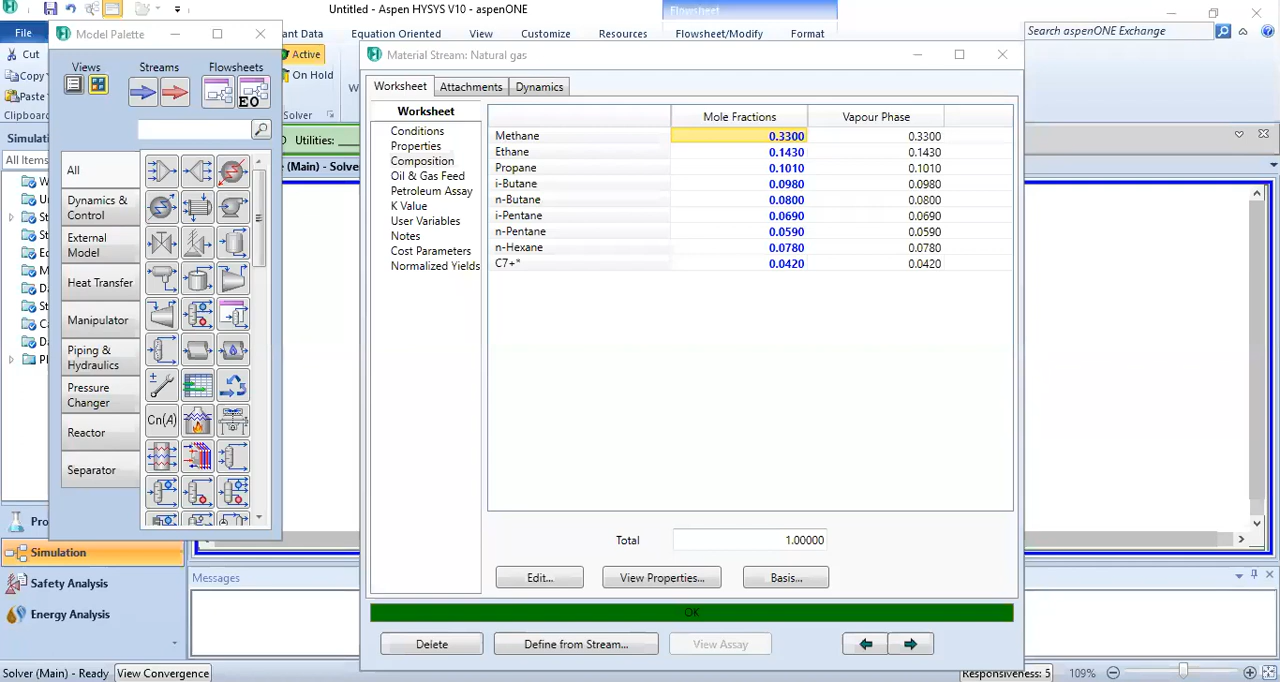 Untitled - Aspen HYSYS V10 - aspenONE
Flowsheet
File
ant Data
Equation Oriented
View
Customize
Resources
Flowsheet/Modify
Format
Search aspenONE Exchange
Cut
Copy
Paste
Clipboard
Model Palette
Views
Streams
Flowsheets
EO
Active
On Hold
Solver
Utilities:
(Main) - Solve
Simulation
All Items
All
Dynamics &
Control
External
Model
Heat Transfer
Manipulator
Piping &
Hydraulics
Pressure
Changer
Reactor
Separator
Cn(A)
Material Stream: Natural gas
Worksheet
Attachments
Dynamics
Worksheet
Conditions
Properties
Composition
Oil & Gas Feed
Petroleum Assay
K Value
User Variables
Notes
Cost Parameters
Normalized Yields
Mole Fractions
Vapour Phase
Methane 0.3300 0.3300
Ethane 0.1430 0.1430
Propane 0.1010 0.1010
i-Butane 0.0980 0.0980
n-Butane 0.0800 0.0800
i-Pentane 0.0690 0.0690
n-Pentane 0.0590 0.0590
n-Hexane 0.0780 0.0780
C7+* 0.0420 0.0420
Total 1.00000
Edit...
View Properties...
Basis...
OK
Delete
Define from Stream...
View Assay
Simulation
Safety Analysis
Energy Analysis
Messages
Solver (Main) - Ready
View Convergence
Responsiveness: 5
109%